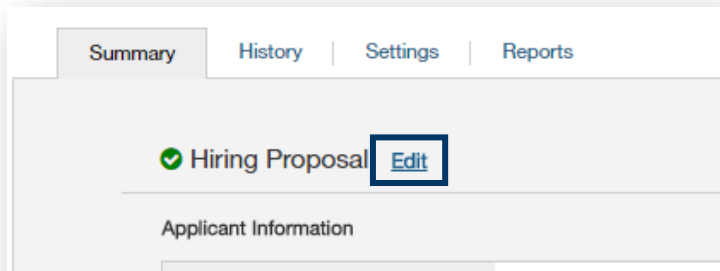 Summary History Settings Reports
Hiring Proposal Edit
Applicant Information